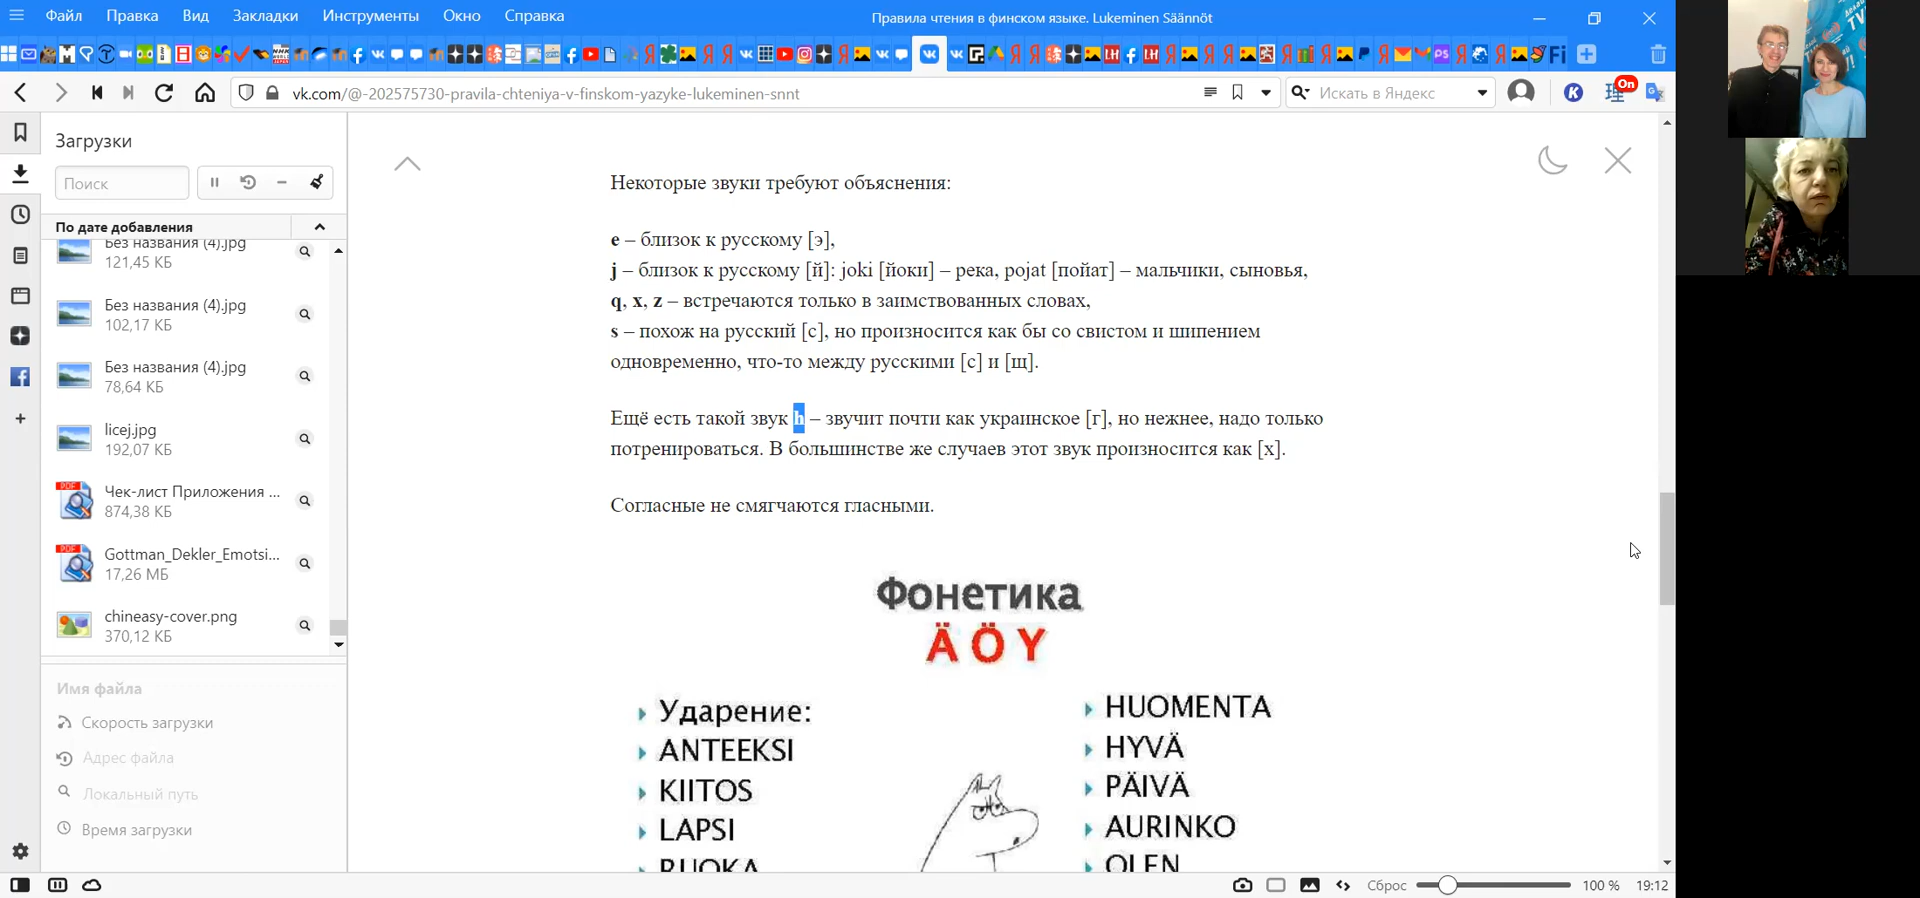 Файл Правка Вид Закладки Инструменты Окно Справка
Правила чтения в финском языке. Lukeminen Säännöt
vk.com/@-202575730-pravila-chteniya-v-finskom-yazyke-lukeminen-snnt
Искать в Яндекс
On
Загрузки
Поиск
По дате добавления
Без названия (4).jpg
121,45 КБ
Без названия (4).jpg
102,17 КБ
Без названия (4).jpg
78,64 КБ
licej.jpg
192,07 КБ
Чек-лист Приложения ...
874,38 КБ
Gottman_Dekler_Emotsi...
17,26 МБ
chineasy-cover.png
370,12 КБ
Имя файла
Скорость загрузки
Адрес файла
Локальный путь
Время загрузки
Некоторые звуки требуют объяснения:
e – близок к русскому [э],
j – близок к русскому [й]: joki [йоки] – река, pojat [пойат] – мальчики, сыновья,
q, x, z – встречаются только в заимствованных словах,
s – похож на русский [с], но произносится как бы со свистом и шипением
одновременно, что-то между русскими [с] и [щ].
Ещё есть такой звук h – звучит почти как украинское [г], но нежнее, надо только
потренироваться. В большинстве же случаев этот звук произносится как [х].
Согласные не смягчаются гласными.
Фонетика
Ä Ö Y
Ударение:
ANTEEKSI
KIITOS
LAPSI
RUOKA
HUOMENTA
HYVÄ
PÄIVÄ
AURINKO
OLEN
Сброс
100 %
19:12